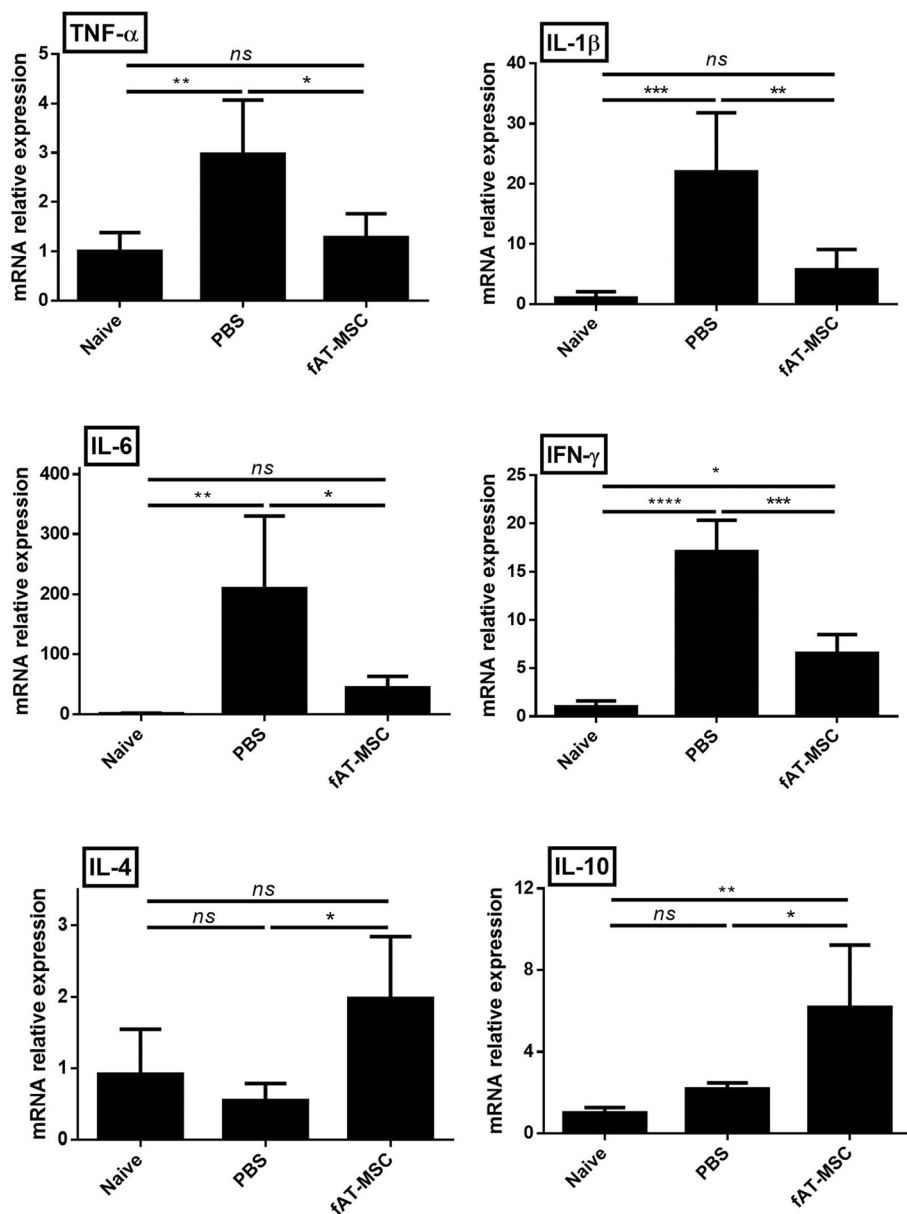 TNF-α
mRNA relative expression
5
4
3
2
1
0
ns
** *
Naive
PBS
fAT-MSC
IL-1β
mRNA relative expression
40
30
20
10
0
ns
*** **
Naive
PBS
fAT-MSC
IL-6
mRNA relative expression
400
300
200
100
0
ns
** *
Naive
PBS
fAT-MSC
IFN-γ
mRNA relative expression
25
20
15
10
5
0
*
**** ***
Naive
PBS
fAT-MSC
IL-4
mRNA relative expression
3
2
1
0
ns
ns *
Naive
PBS
fAT-MSC
IL-10
mRNA relative expression
12
8
4
0
**
ns *
Naive
PBS
fAT-MSC